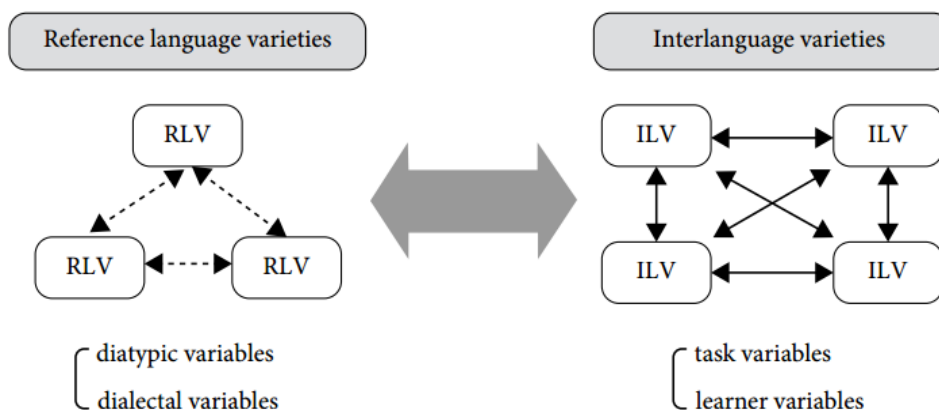 Reference language varieties
Interlanguage varieties
RLV
RLV
RLV
ILV
ILV
ILV
ILV
diatypic variables
dialectal variables
task variables
learner variables